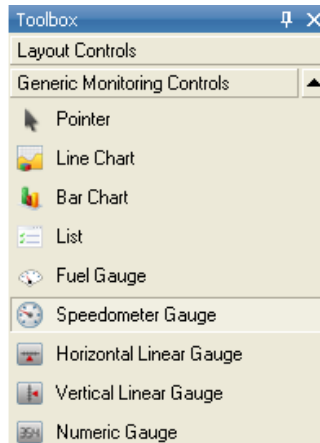 Toolbox
Layout Controls
Generic Monitoring Controls
Pointer
Line Chart
Bar Chart
List
Fuel Gauge
Speedometer Gauge
Horizontal Linear Gauge
Vertical Linear Gauge
Numeric Gauge